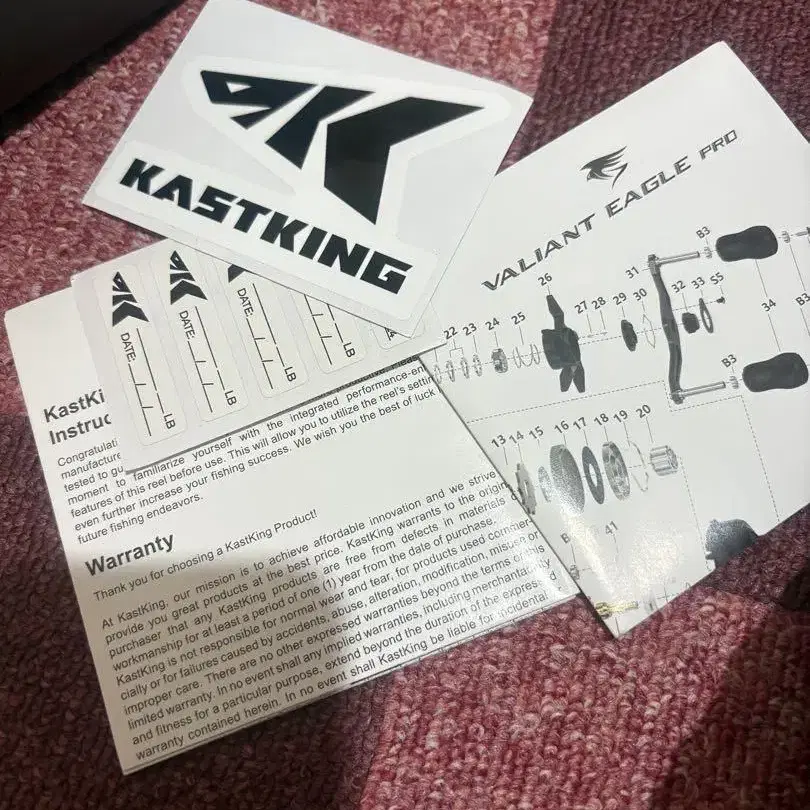 KASTKING
VALIANT EAGLE PRO
B3
31
26
30
32
33
S5
29
28
27
25
24
23
22
34
B3
13
14
15
16
17
18
19
20
41
DATE:
LB
DATE:
LB
DATE:
LB
LB
KastKi
Instruc
Congratulati
manufacture
tested to gu
moment to familiarize yourself with the integrated performance-en
features of this reel before use. This will allow you to utilize the reel's settin
even further increase your fishing success. We wish you the best of luck
future fishing endeavors.
Warranty
Thank you for choosing a KastKing Product!
At KastKing, our mission is to achieve affordable innovation and we strive
provide you great products at the best price. KastKing warrants to the origin
purchaser that any KastKing products are free from defects in materials
workmanship for at least a period of one (1) year from the date of purchase.
KastKing is not responsible for normal wear and tear, for products used commer-
cially or for failures caused by accidents, abuse, alteration, modification, misuse or
improper care. There are no other expressed warranties beyond the terms of this
limited warranty. In no event shall any implied warranties, including merchantability
and fitness for a particular purpose, extend beyond the duration of the expressed
warranty contained herein. In no event shall KastKing be liable for incidental